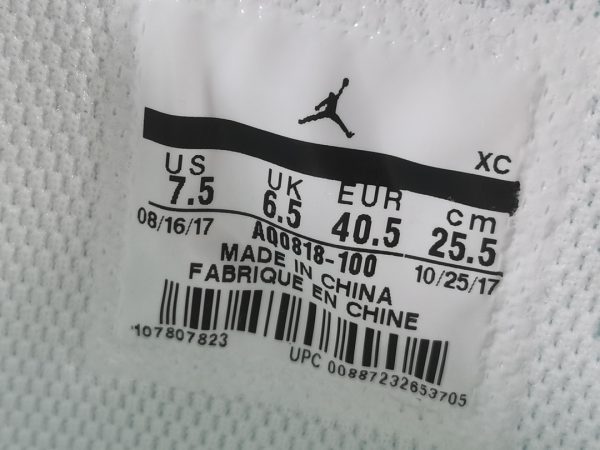 XC
US UK EUR cm
7.5 6.5 40.5 25.5
08/16/17 AQ0818-100 10/25/17
MADE IN CHINA
FABRIQUE EN CHINE
107807823 UPC 00887232653705